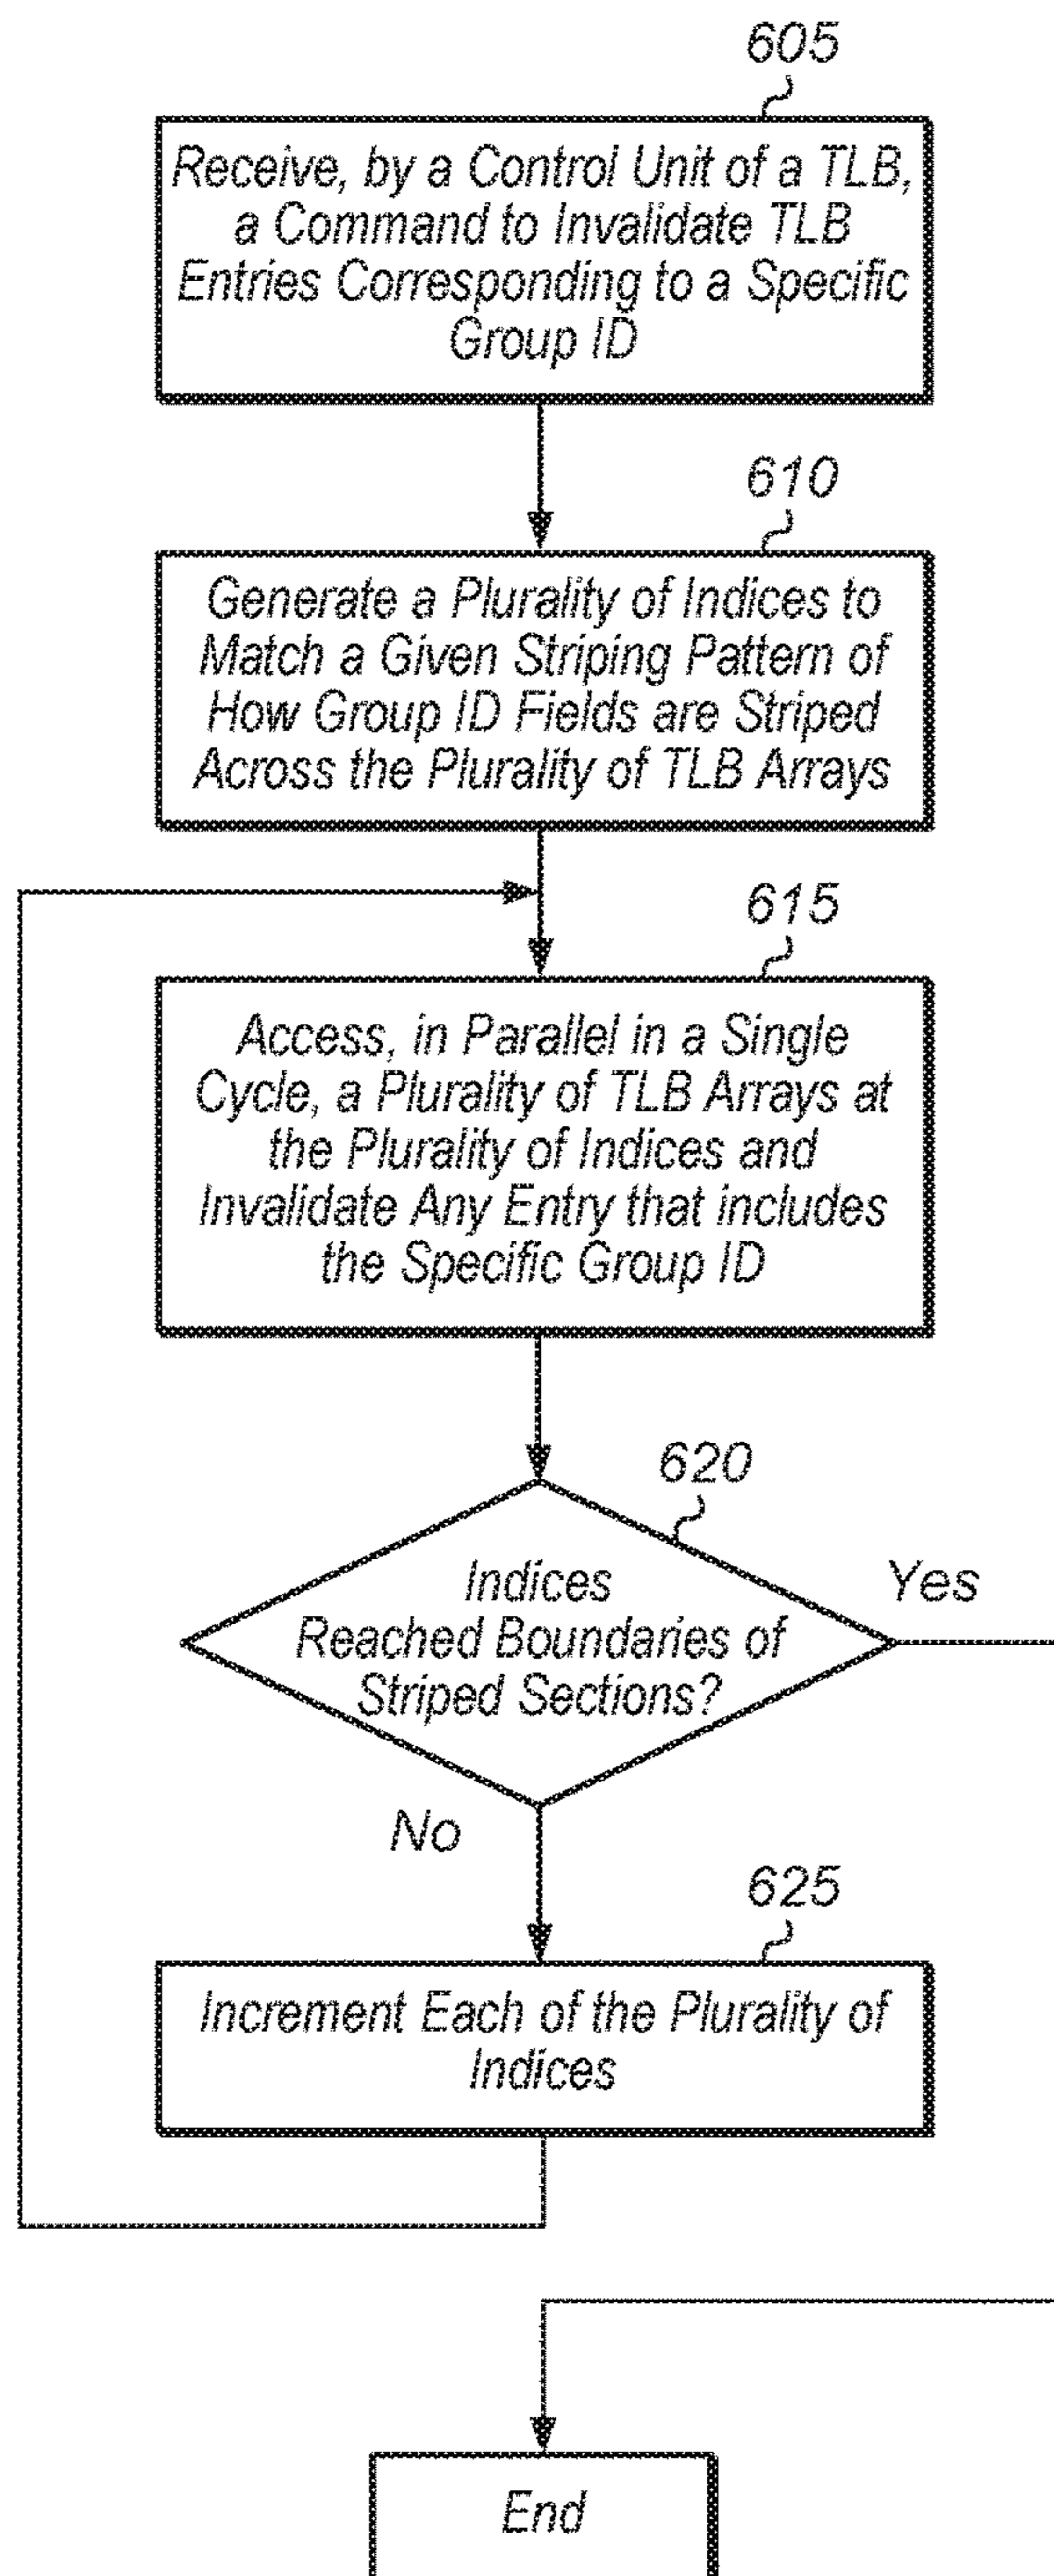 605
Receive, by a Control Unit of a TLB,
a Command to Invalidate TLB
Entries Corresponding to a Specific
Group ID
610
Generate a Plurality of Indices to
Match a Given Striping Pattern of
How Group ID Fields are Striped
Across the Plurality of TLB Arrays
615
Access, in Parallel in a Single
Cycle, a Plurality of TLB Arrays at
the Plurality of Indices and
Invalidate Any Entry that includes
the Specific Group ID
620
Indices
Reached Boundaries of
Striped Sections?
Yes
No
625
Increment Each of the Plurality of
Indices
End